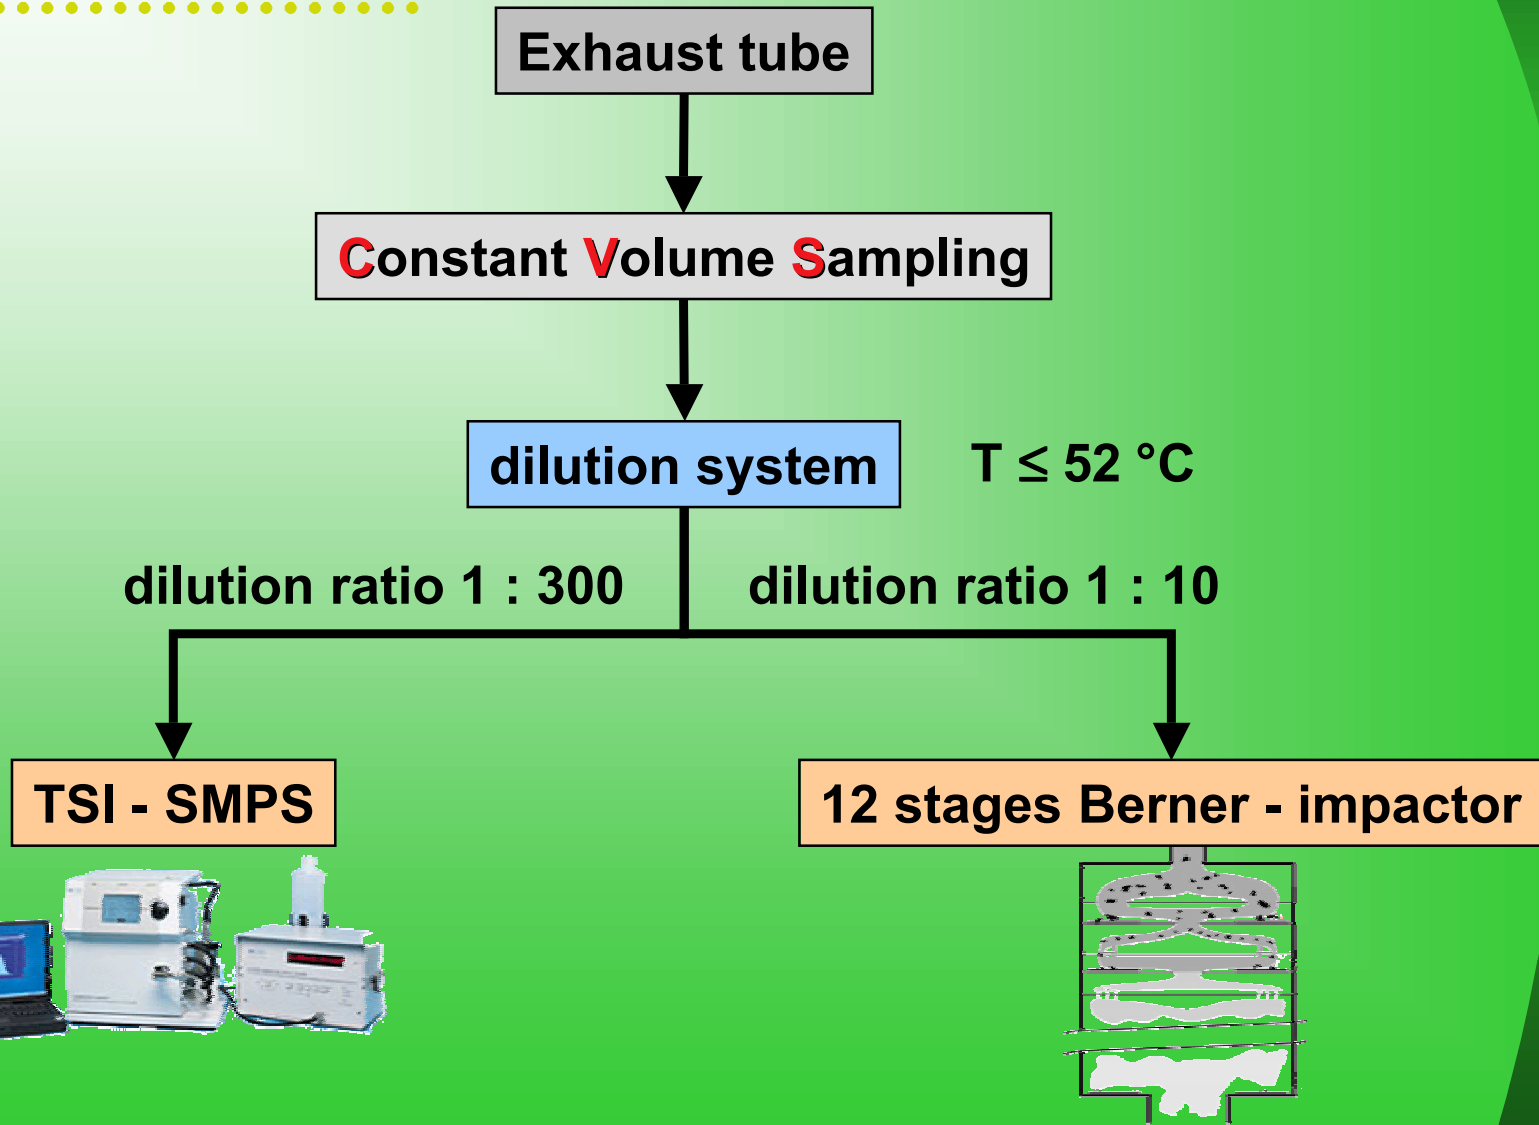 Exhaust tube
Constant Volume Sampling
dilution system
T ≤ 52 °C
dilution ratio 1 : 300
dilution ratio 1 : 10
TSI - SMPS
12 stages Berner - impactor